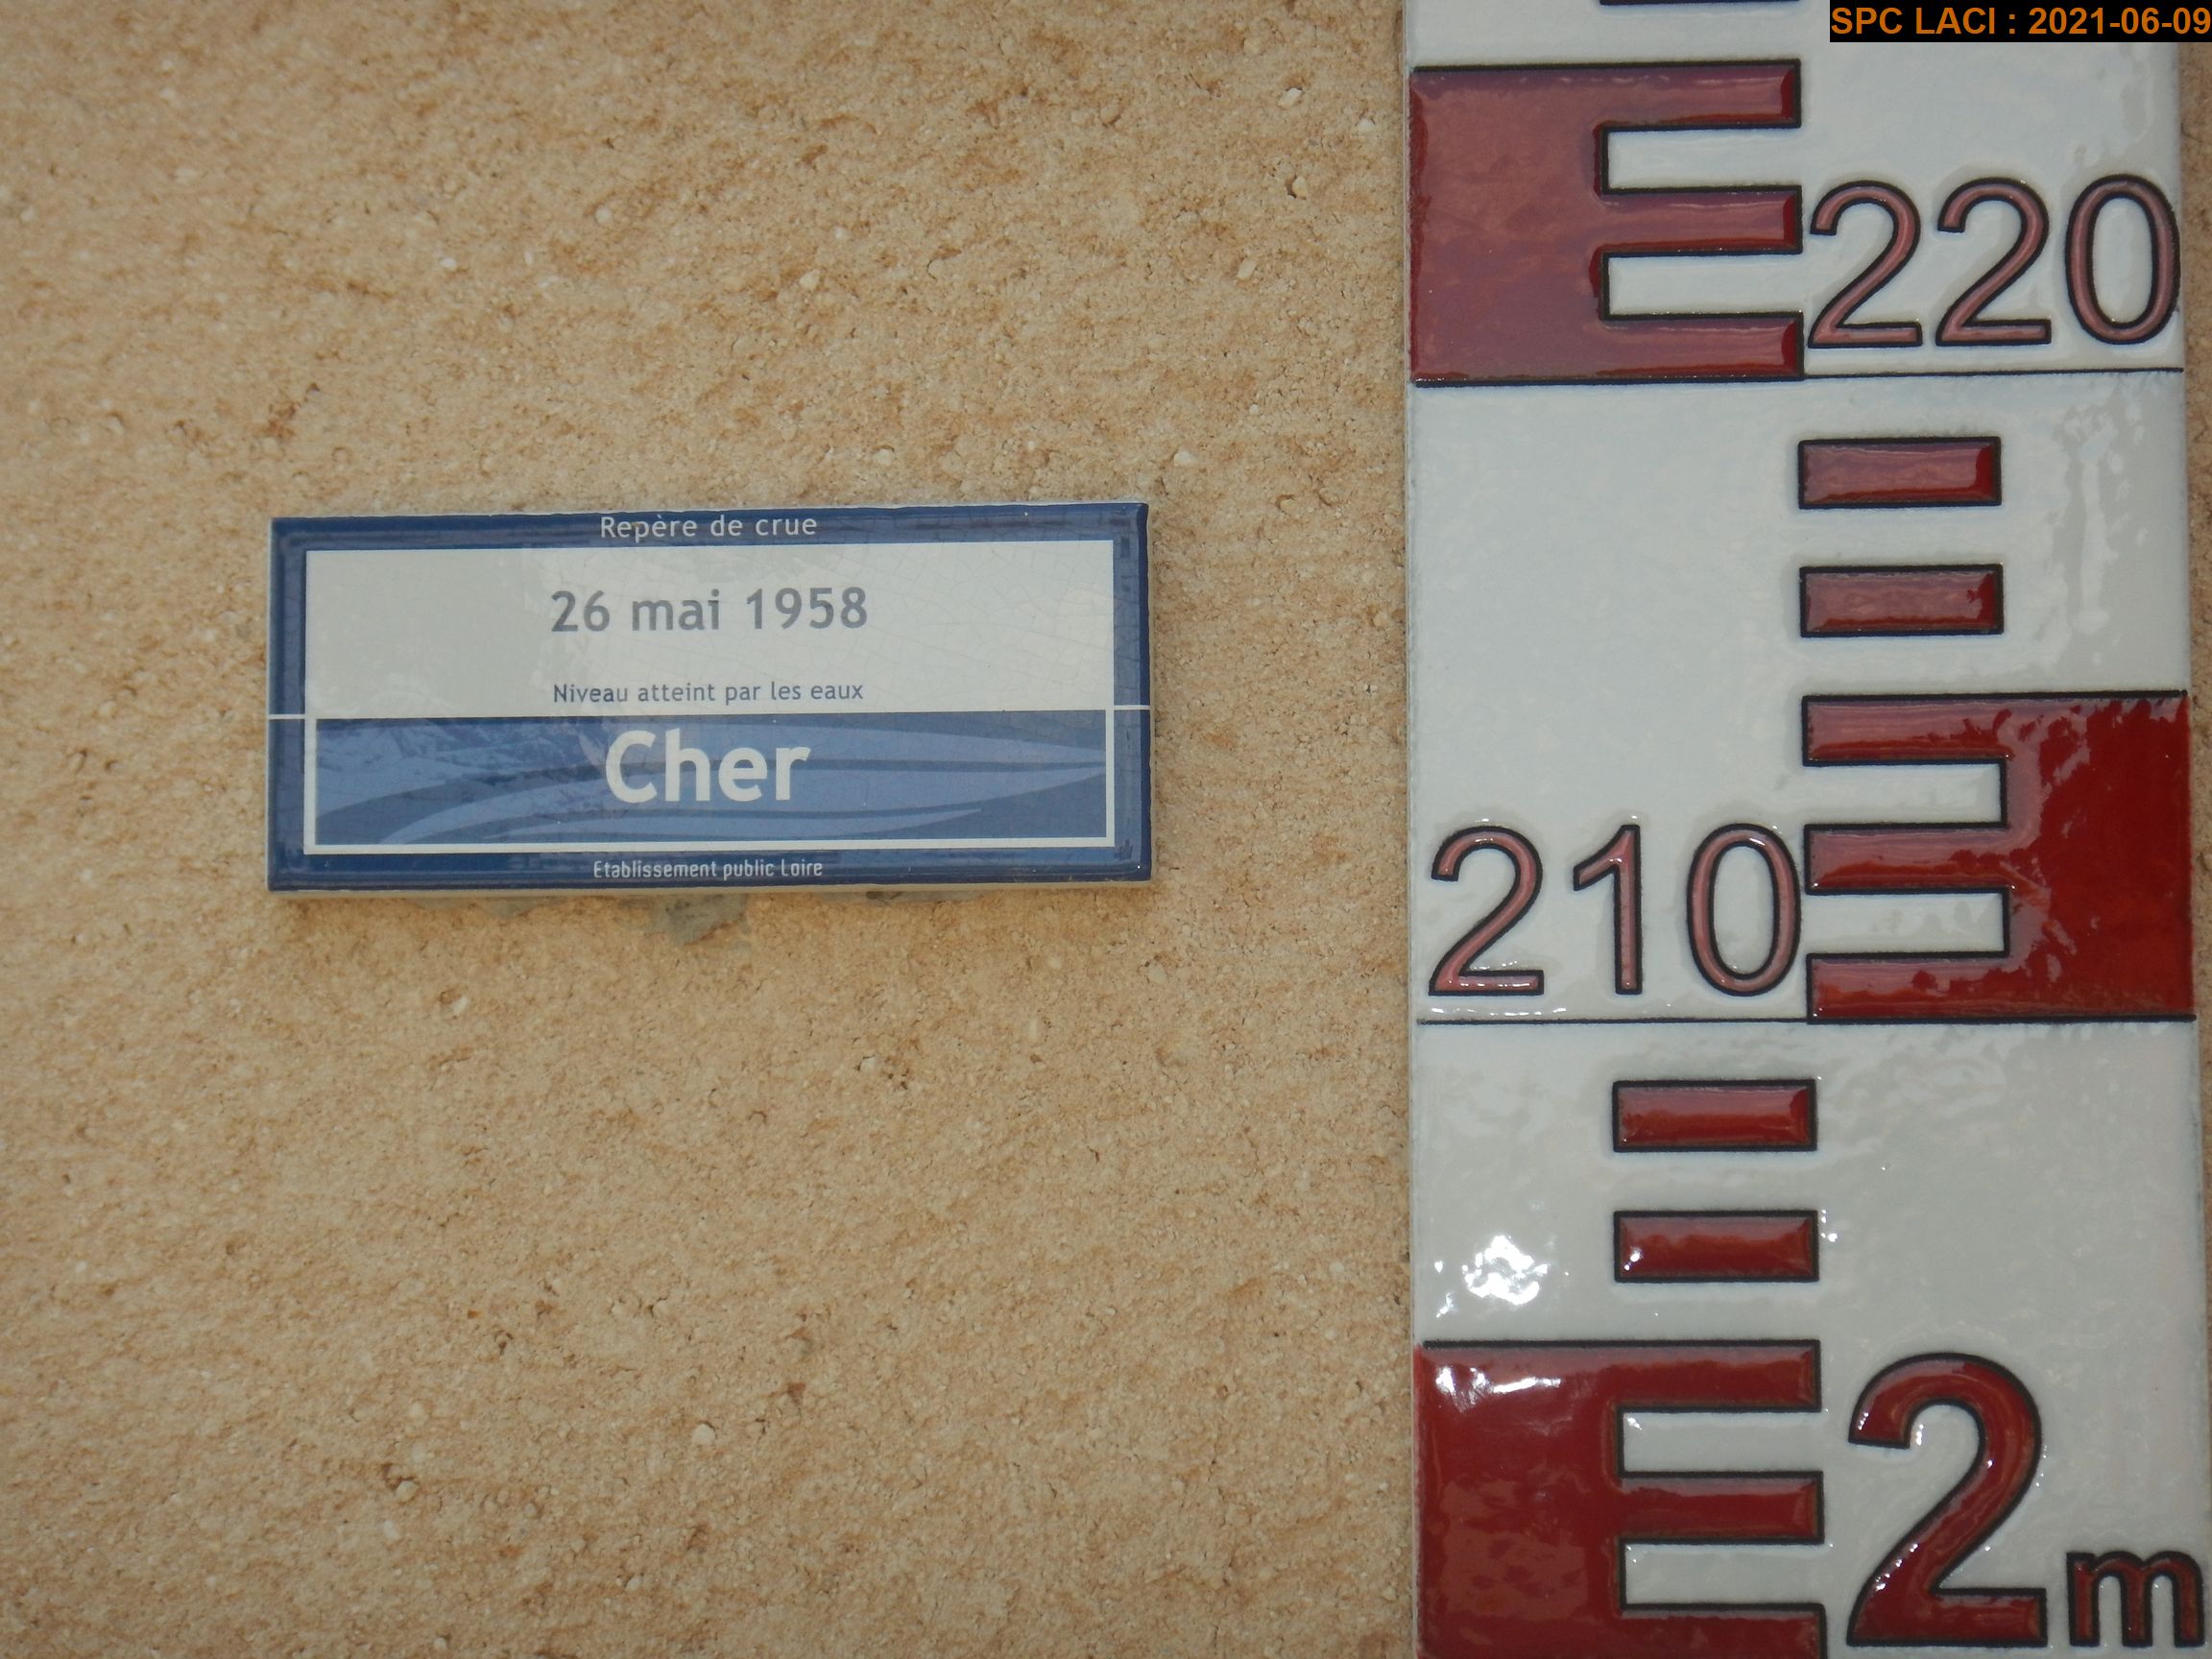 SPC LACI : 2021-06-09
220
Repère de crue
26 mai 1958
Niveau atteint par les eaux
Cher
Etablissement public Loire
210
2m